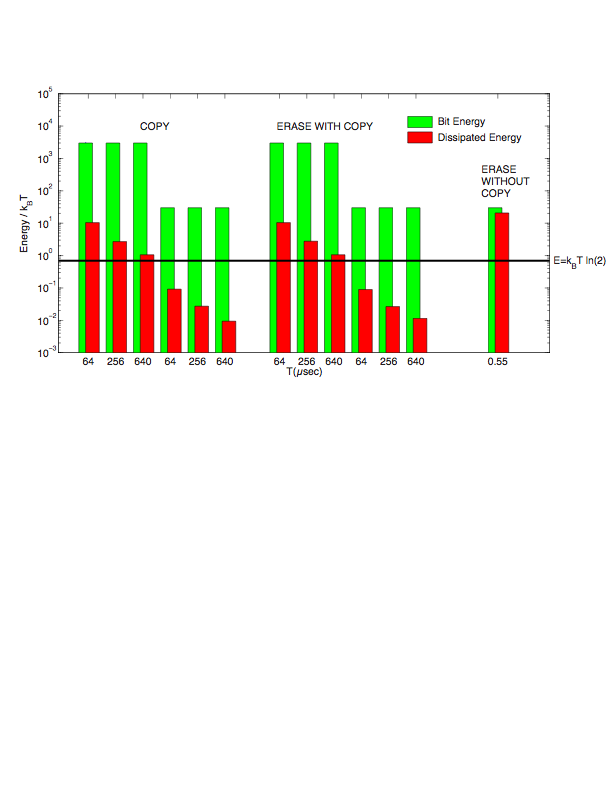 10^5
10^4
10^3
10^2
10^1
10^0
10^−1
10^−2
10^−3
Energy / k_BT
COPY
ERASE WITH COPY
Bit Energy
Dissipated Energy
ERASE
WITHOUT
COPY
E=k_BT ln(2)
64 256 640 64 256 640 64 256 640 64 256 640 0.55
T(μsec)